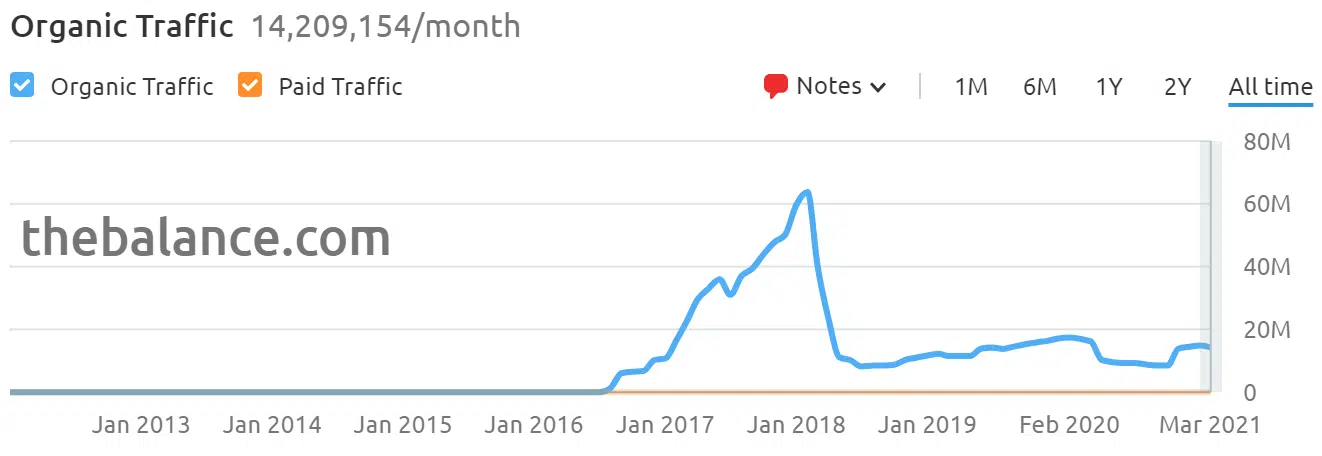 Organic Traffic 14,209,154/month
Organic Traffic Paid Traffic Notes 1M 6M 1Y 2Y All time
80M
60M
thebalance.com
40M
20M
0
Jan 2013 Jan 2014 Jan 2015 Jan 2016 Jan 2017 Jan 2018 Jan 2019 Feb 2020 Mar 2021